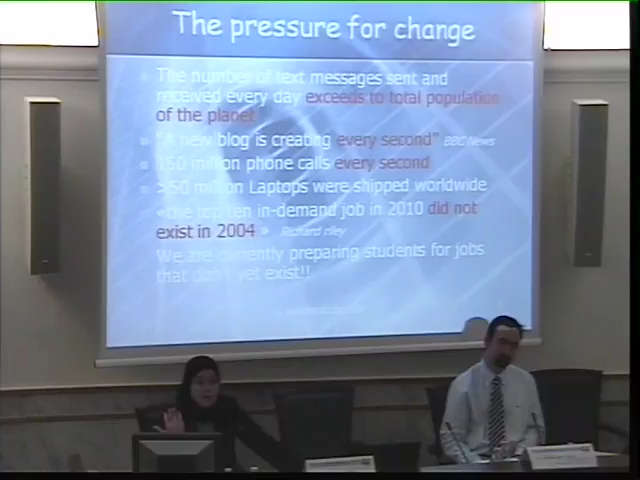 The pressure for change
The number of text messages sent and
received every day exceeds to total population
of the planet
"A new blog is creating every second" BBC News
150 million phone calls every second
>50 million Laptops were shipped worldwide
«the top ten in-demand job in 2010 did not
exist in 2004 » Richard riley
We are currently preparing students for jobs
that don't yet exist!!